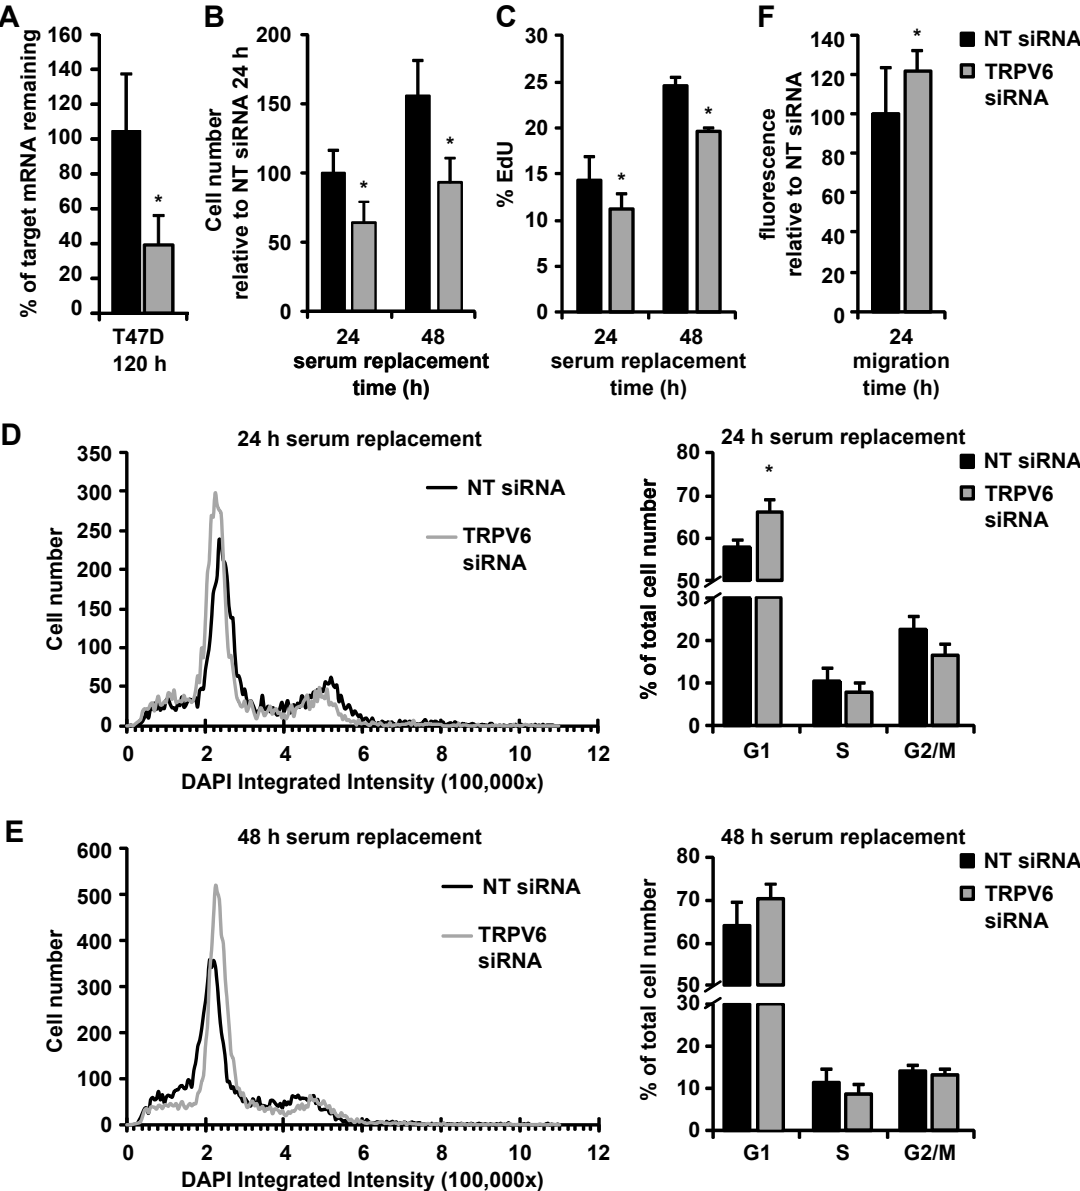 A
% of target mRNA remaining
160
140
120
100
80
60
40
20
0
*
T47D
120 h
B
Cell number
relative to NT siRNA 24 h
200
150
100
50
0
*
*
24 48
serum replacement
time (h)
C
% EdU
30
25
20
15
10
5
0
*
*
24 48
serum replacement
time (h)
F
fluorescence
relative to NT siRNA
140
120
100
80
60
40
20
0
*
24
migration
time (h)
NT siRNA
TRPV6
siRNA
D
24 h serum replacement
Cell number
350
300
250
200
150
100
50
0
NT siRNA
TRPV6
siRNA
0 2 4 6 8 10 12
DAPI Integrated Intensity (100,000x)
24 h serum replacement
% of total cell number
80
70
60
50
30
20
10
0
*
G1 S G2/M
NT siRNA
TRPV6
siRNA
E
48 h serum replacement
Cell number
600
500
400
300
200
100
0
NT siRNA
TRPV6
siRNA
0 2 4 6 8 10 12
DAPI Integrated Intensity (100,000x)
48 h serum replacement
% of total cell number
80
70
60
50
30
20
10
0
G1 S G2/M
NT siRNA
TRPV6
siRNA